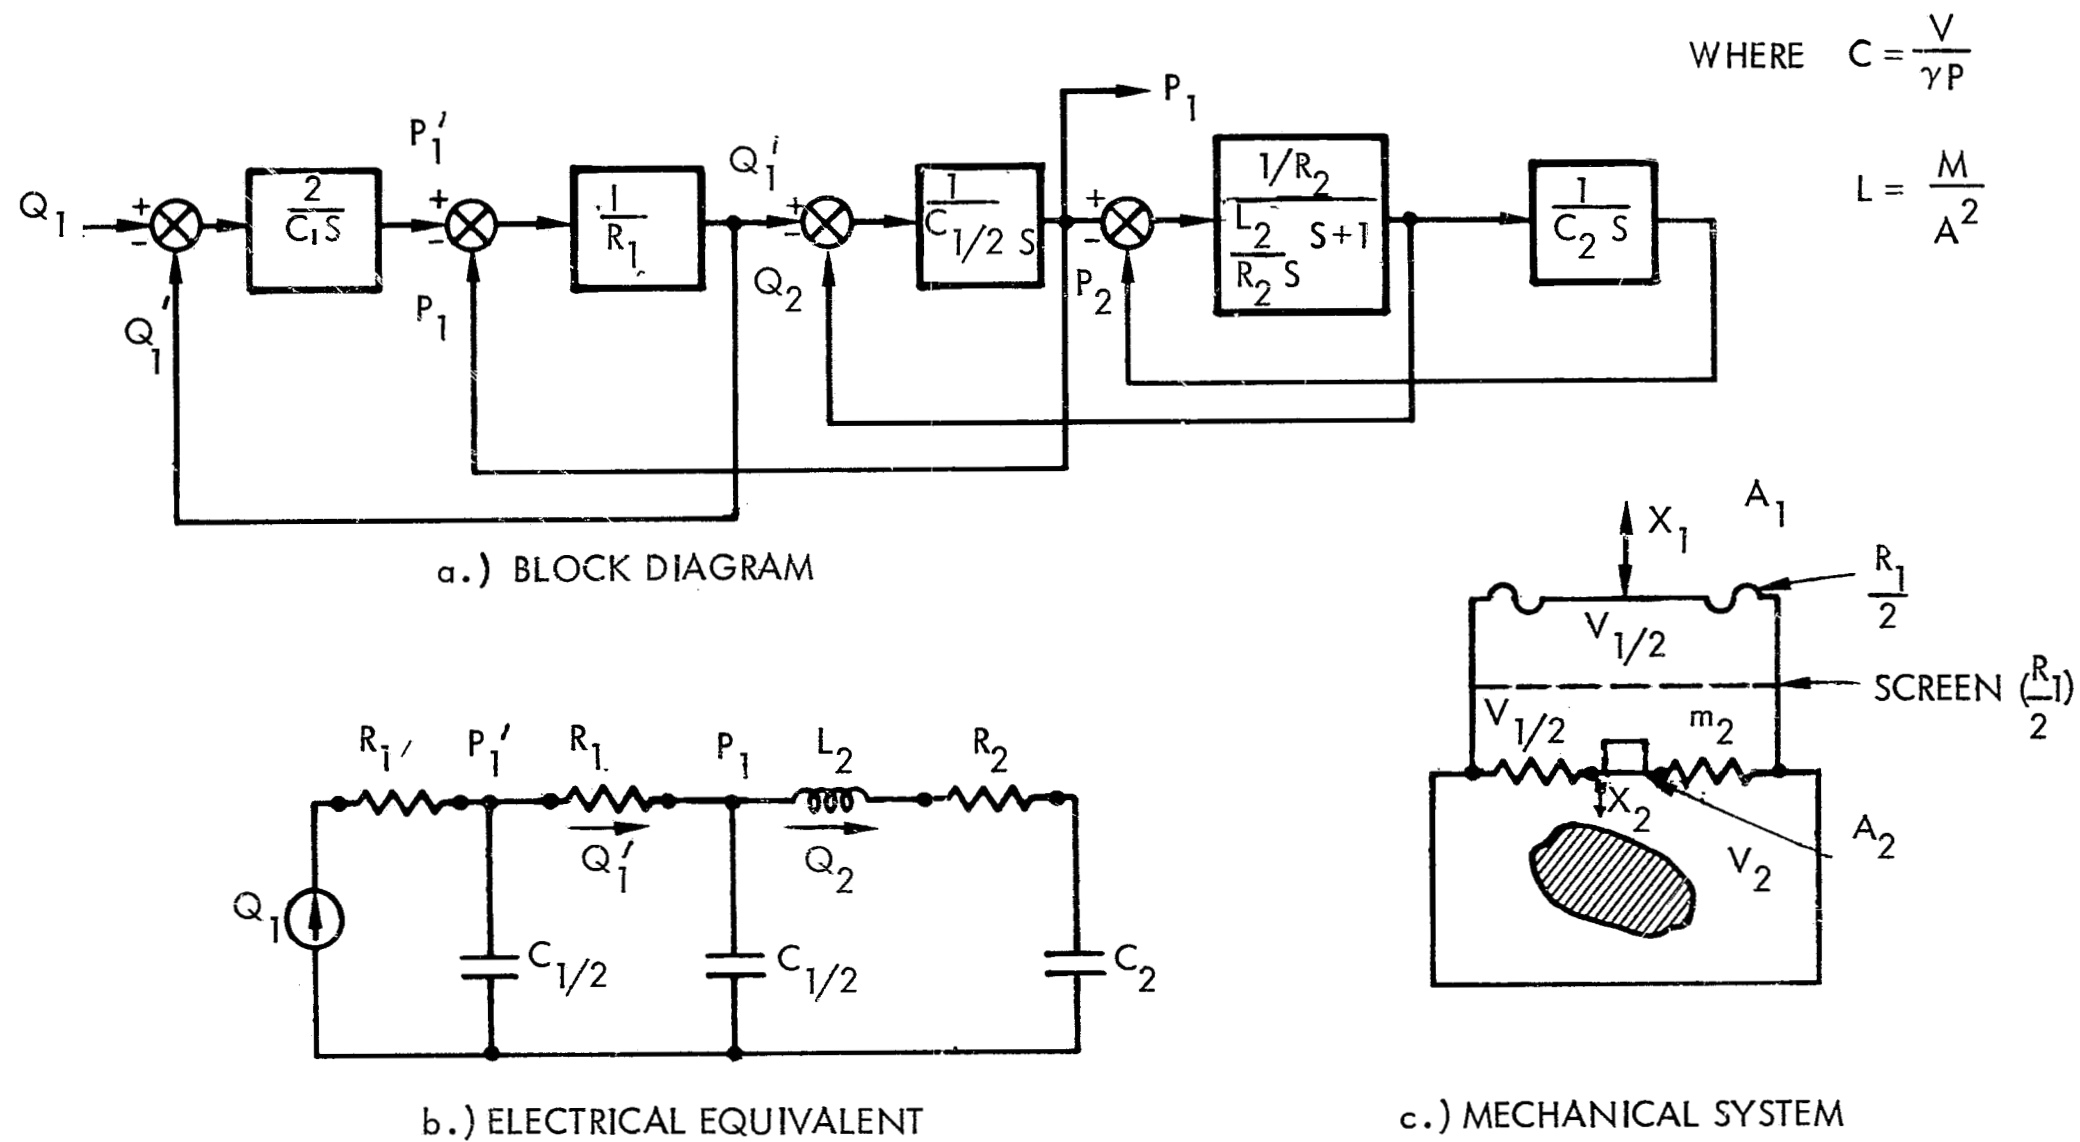 WHERE C = V / γP
L = M / A²
P₁
P₁′
Q₁ⁱ
Q₁ + −
2 / C₁S
+ −
.1 / R₁
+ −
1 / C₁/₂ S
+ −
1/R₂ / L₂ / R₂ S S+1
1 / C₂ S
Q₁′
P₁
Q₂
P₂
a.) BLOCK DIAGRAM
R₁′ P₁′ R₁ P₁ L₂ R₂
Q₁′ Q₂
Q₁
C₁/₂ C₁/₂ C₂
b.) ELECTRICAL EQUIVALENT
X₁ A₁
R₁ / 2
V₁/₂
SCREEN (R₁ / 2)
V₁/₂ m₂
X₂
A₂
V₂
c.) MECHANICAL SYSTEM